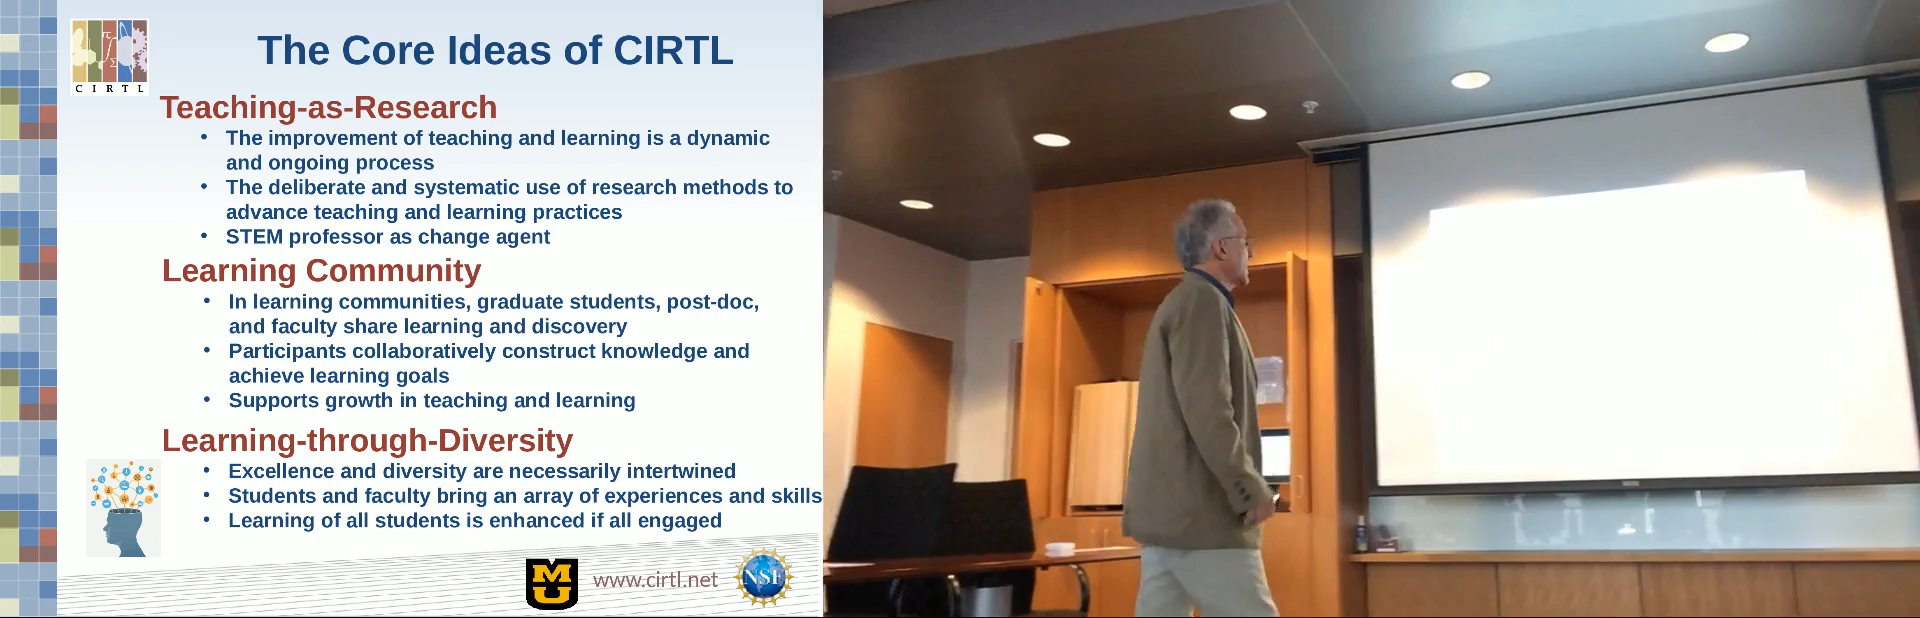 CIRTL
The Core Ideas of CIRTL
Teaching-as-Research
• The improvement of teaching and learning is a dynamic
and ongoing process
• The deliberate and systematic use of research methods to
advance teaching and learning practices
• STEM professor as change agent
Learning Community
• In learning communities, graduate students, post-doc,
and faculty share learning and discovery
• Participants collaboratively construct knowledge and
achieve learning goals
• Supports growth in teaching and learning
Learning-through-Diversity
• Excellence and diversity are necessarily intertwined
• Students and faculty bring an array of experiences and skills
• Learning of all students is enhanced if all engaged
MU
www.cirtl.net
NSF